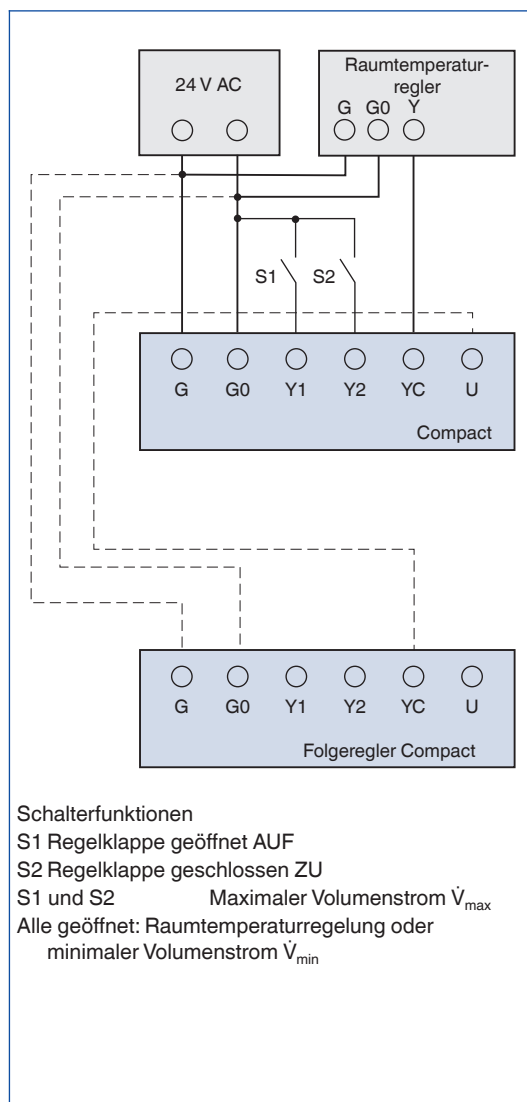 24 V AC
Raumtemperatur-
regler
G G0 Y
S1 S2
G G0 Y1 Y2 YC U
Compact
G G0 Y1 Y2 YC U
Folgeregler Compact
Schalterfunktionen
S1 Regelklappe geöffnet AUF
S2 Regelklappe geschlossen ZU
S1 und S2 Maximaler Volumenstrom V̇max
Alle geöffnet: Raumtemperaturregelung oder
minimaler Volumenstrom V̇min